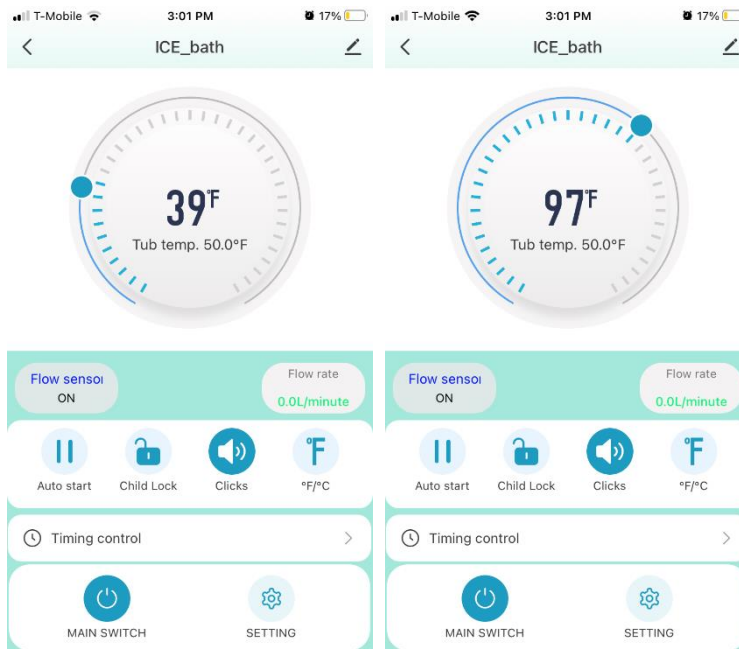 T-Mobile 3:01 PM 17%
ICE_bath
39°F
Tub temp. 50.0°F
Flow sensor
ON
Flow rate
0.0L/minute
Auto start Child Lock Clicks °F °F/°C
Timing control
MAIN SWITCH SETTING
T-Mobile 3:01 PM 17%
ICE_bath
97°F
Tub temp. 50.0°F
Flow sensor
ON
Flow rate
0.0L/minute
Auto start Child Lock Clicks °F °F/°C
Timing control
MAIN SWITCH SETTING